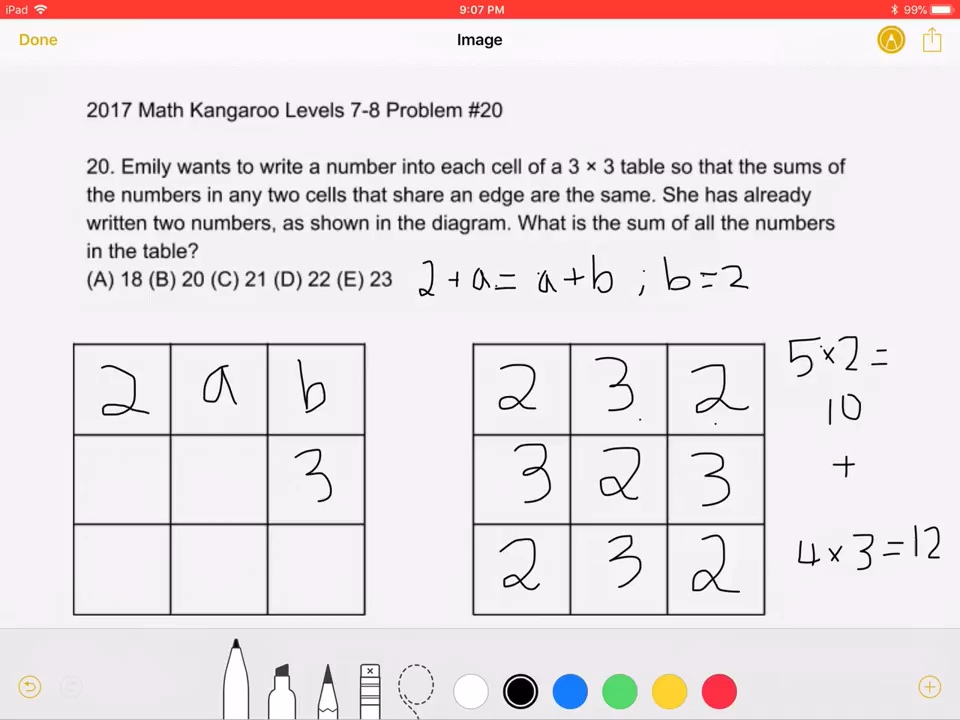 iPad 9:07 PM 99%
Done Image
2017 Math Kangaroo Levels 7-8 Problem #20
20. Emily wants to write a number into each cell of a 3 × 3 table so that the sums of
the numbers in any two cells that share an edge are the same. She has already
written two numbers, as shown in the diagram. What is the sum of all the numbers
in the table?
(A) 18 (B) 20 (C) 21 (D) 22 (E) 23 2+a=a+b ; b=2
2 a b
3
2 3 2
3 2 3
2 3 2
5×2=
10
+
4×3=12